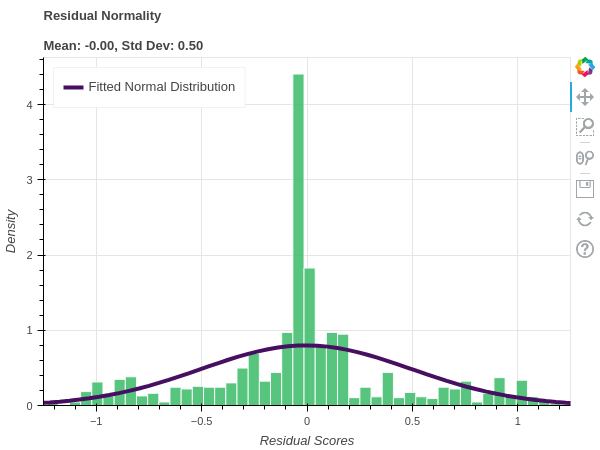 Residual Normality
Mean: -0.00, Std Dev: 0.50
Fitted Normal Distribution
Density
4
3
2
1
0
−1
−0.5
0
0.5
1
Residual Scores